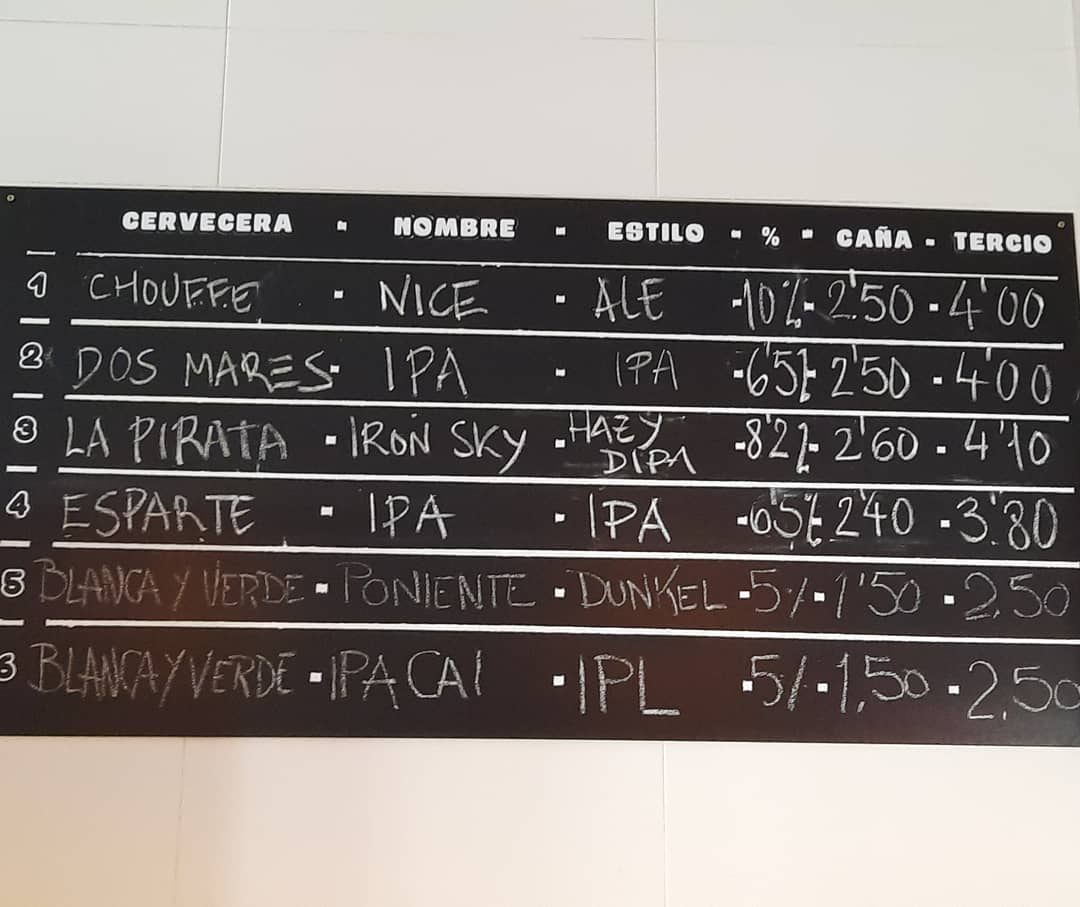 CERVECERA - NOMBRE - ESTILO - % - CAÑA - TERCIO
1 CHOUFFE - NICE - ALE - 10% - 2'50 - 4'00
2 DOS MARES - IPA - IPA - 6'5% - 2'50 - 4'00
3 LA PIRATA - IRON SKY - HAZY DIPA - 8'2% - 2'60 - 4'10
4 ESPARTE - IPA - IPA - 6'5% - 2'40 - 3'80
5 BLANCA Y VERDE - PONIENTE - DUNKEL - 5% - 1'50 - 2,50
6 BLANCA Y VERDE - IPA CAI - IPL - 5% - 1,50 - 2,50